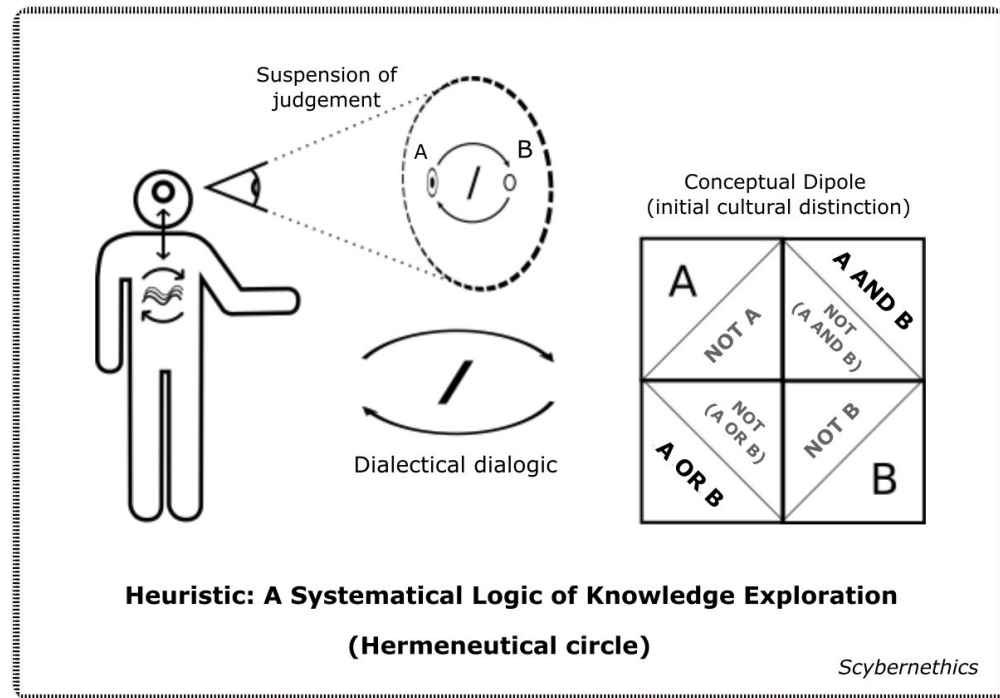 Suspension of
judgement
A
B
/
Conceptual Dipole
(initial cultural distinction)
A
NOT A
A AND B
NOT
(A AND B)
NOT
(A OR B)
A OR B
NOT B
B
/
Dialectical dialogic
Heuristic: A Systematical Logic of Knowledge Exploration
(Hermeneutical circle)
Scybernethics